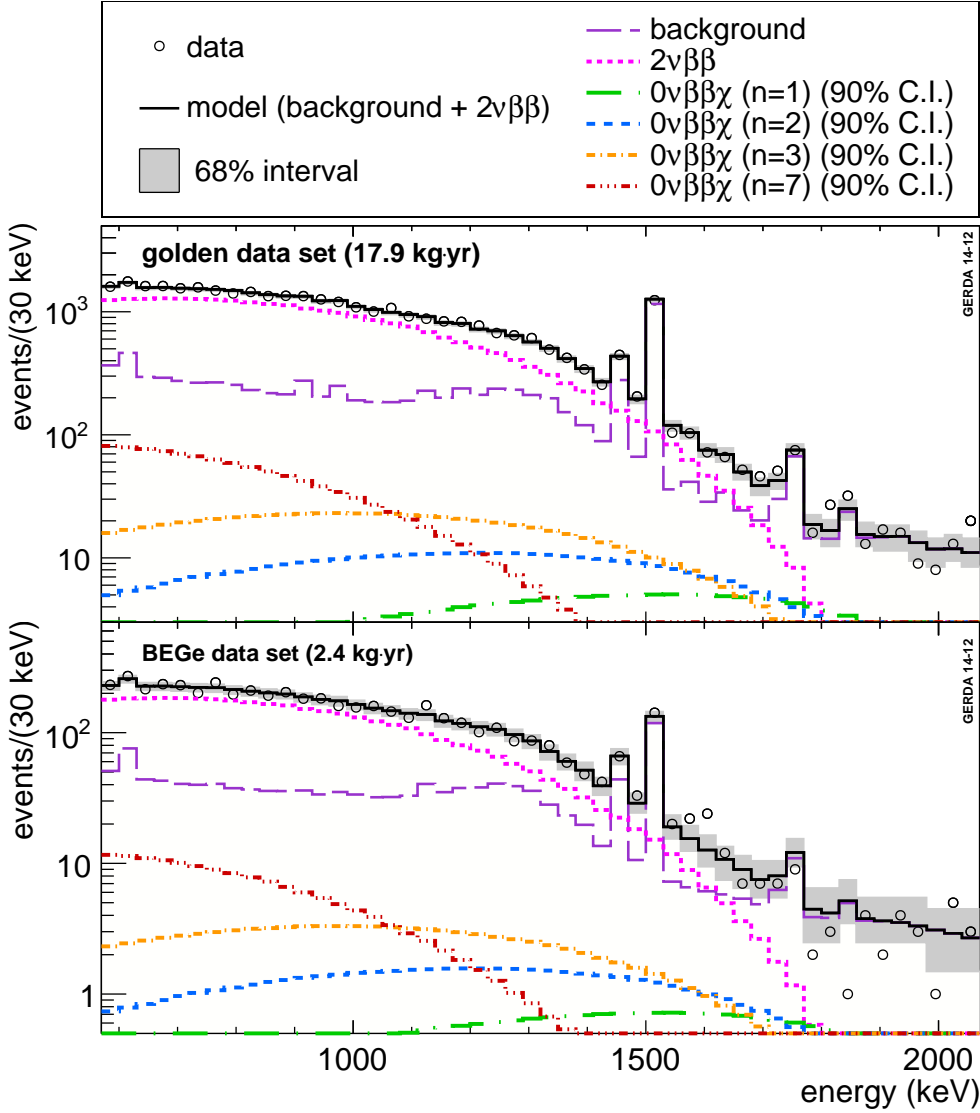 data
model (background + 2νββ)
68% interval
background
2νββ
0νββχ (n=1) (90% C.I.)
0νββχ (n=2) (90% C.I.)
0νββχ (n=3) (90% C.I.)
0νββχ (n=7) (90% C.I.)
golden data set (17.9 kg·yr)
GERDA 14-12
events/(30 keV)
10³
10²
10
BEGe data set (2.4 kg·yr)
GERDA 14-12
events/(30 keV)
10²
10
1
1000 1500 2000
energy (keV)